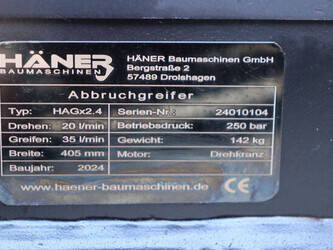 HÄNER
BAUMASCHINEN
HÄNER Baumaschinen GmbH
Bergstraße 2
57489 Drolshagen
Abbruchgreifer
Typ: HAGx2.4 Serien-Nr.: 24010104
Drehen: 20 l/min Betriebsdruck: 250 bar
Greifen: 35 l/min Gewicht: 142 kg
Breite: 405 mm Motor: Drehkranz
Baujahr: 2024
www.haener-baumaschinen.de CE